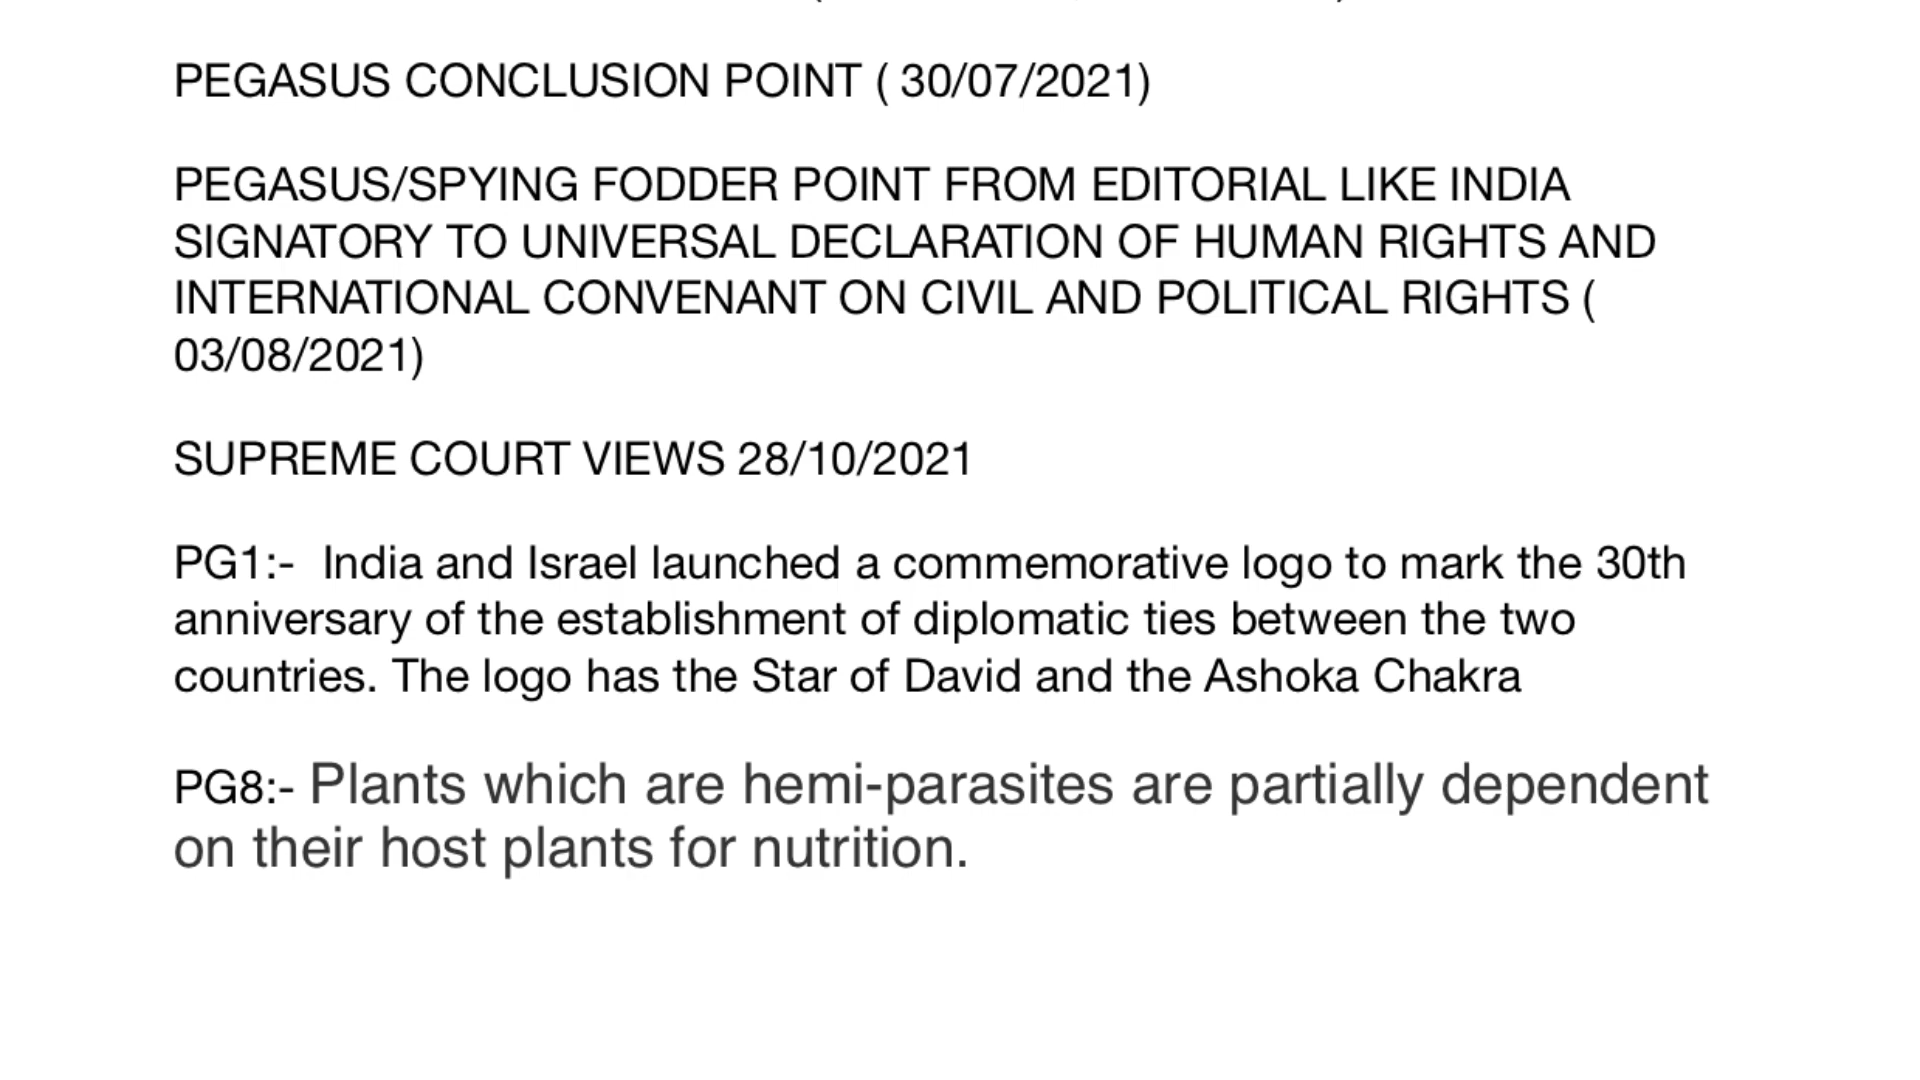 PEGASUS CONCLUSION POINT ( 30/07/2021)
PEGASUS/SPYING FODDER POINT FROM EDITORIAL LIKE INDIA
SIGNATORY TO UNIVERSAL DECLARATION OF HUMAN RIGHTS AND
INTERNATIONAL CONVENANT ON CIVIL AND POLITICAL RIGHTS (
03/08/2021)
SUPREME COURT VIEWS 28/10/2021
PG1:-  India and Israel launched a commemorative logo to mark the 30th
anniversary of the establishment of diplomatic ties between the two
countries. The logo has the Star of David and the Ashoka Chakra
PG8:- Plants which are hemi-parasites are partially dependent
on their host plants for nutrition.